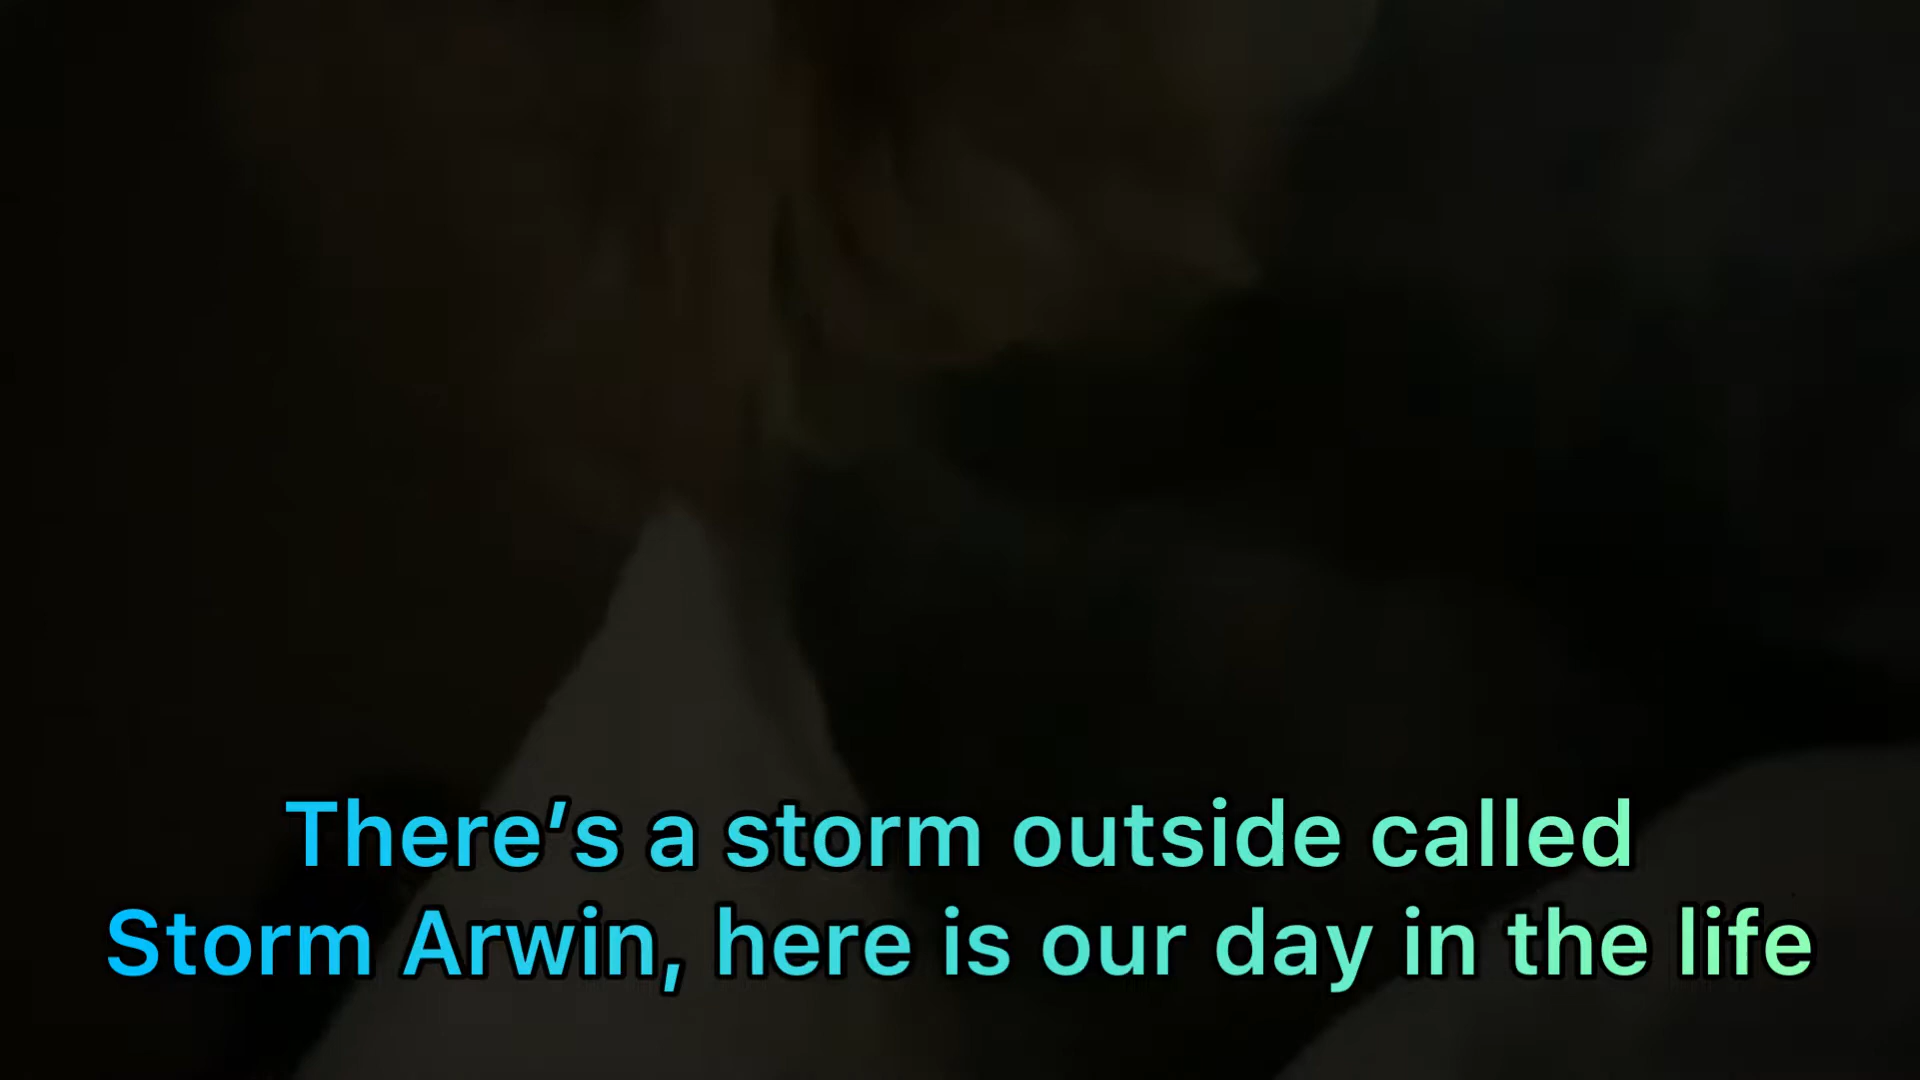 There’s a storm outside called
Storm Arwin, here is our day in the life